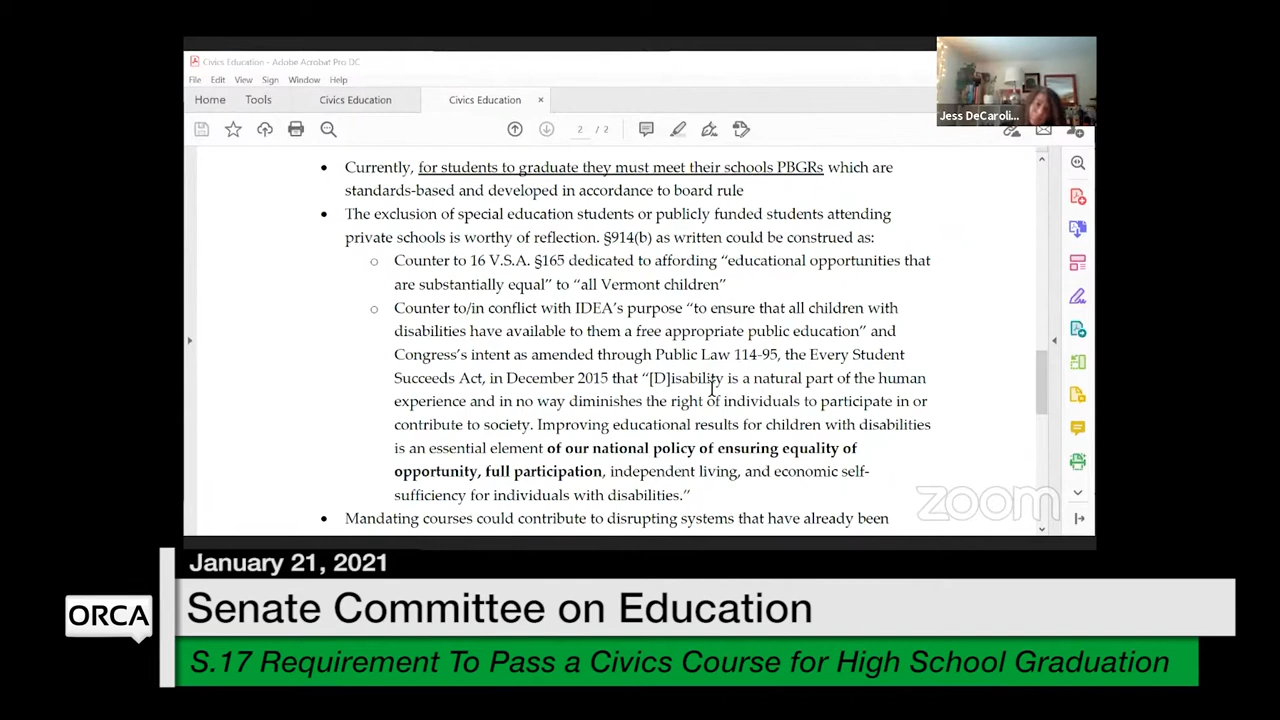 Civics Education - Adobe Acrobat Pro DC
File Edit View Sign Window Help
Home Tools Civics Education Civics Education ×
2 / 2
Jess DeCaroli...
• Currently, for students to graduate they must meet their schools PBGRs which are
standards-based and developed in accordance to board rule
• The exclusion of special education students or publicly funded students attending
private schools is worthy of reflection. §914(b) as written could be construed as:
o Counter to 16 V.S.A. §165 dedicated to affording “educational opportunities that
are substantially equal” to “all Vermont children”
o Counter to/in conflict with IDEA’s purpose “to ensure that all children with
disabilities have available to them a free appropriate public education” and
Congress’s intent as amended through Public Law 114-95, the Every Student
Succeeds Act, in December 2015 that “[D]isability is a natural part of the human
experience and in no way diminishes the right of individuals to participate in or
contribute to society. Improving educational results for children with disabilities
is an essential element of our national policy of ensuring equality of
opportunity, full participation, independent living, and economic self-
sufficiency for individuals with disabilities.”
• Mandating courses could contribute to disrupting systems that have already been
zoom
January 21, 2021
ORCA
Senate Committee on Education
S.17 Requirement To Pass a Civics Course for High School Graduation